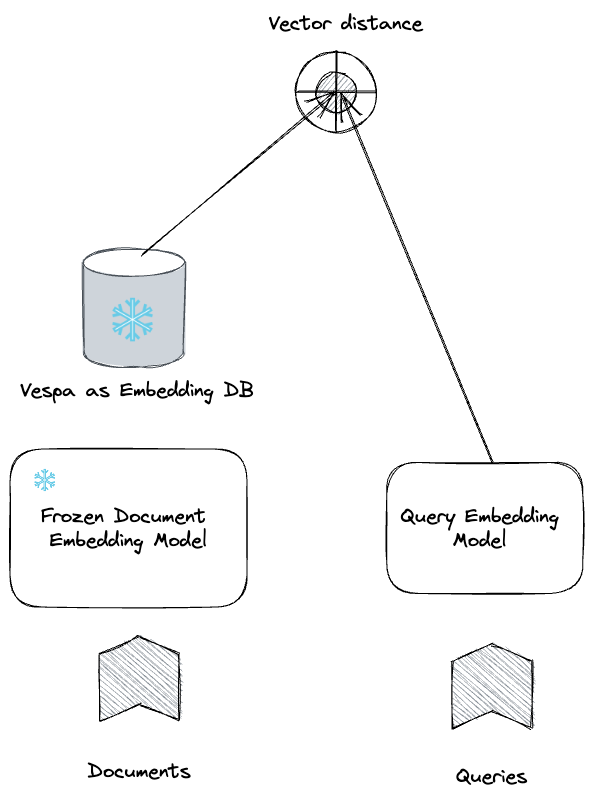 Vector distance
Vespa as Embedding DB
Frozen Document
Embedding Model
Query Embedding
Model
Documents
Queries